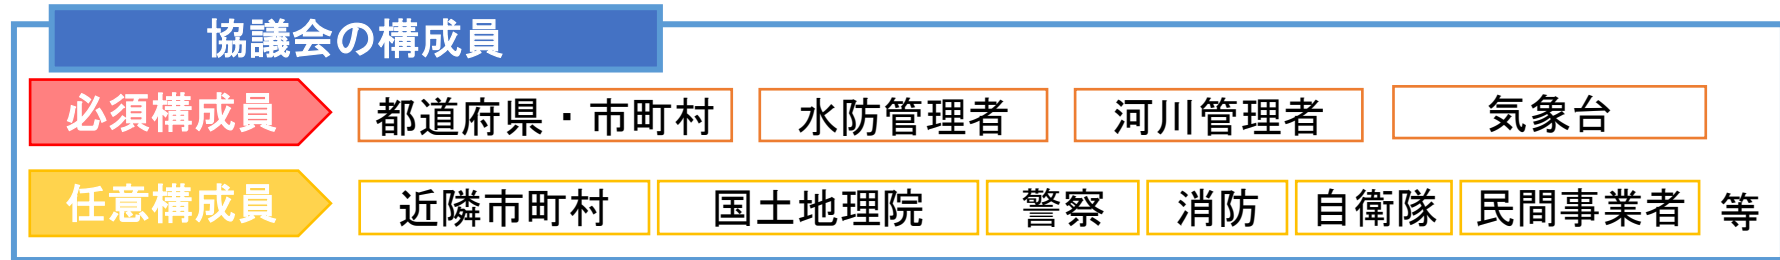 協議会の構成員
必須構成員 都道府県・市町村 水防管理者 河川管理者 気象台
任意構成員 近隣市町村 国土地理院 警察 消防 自衛隊 民間事業者 等